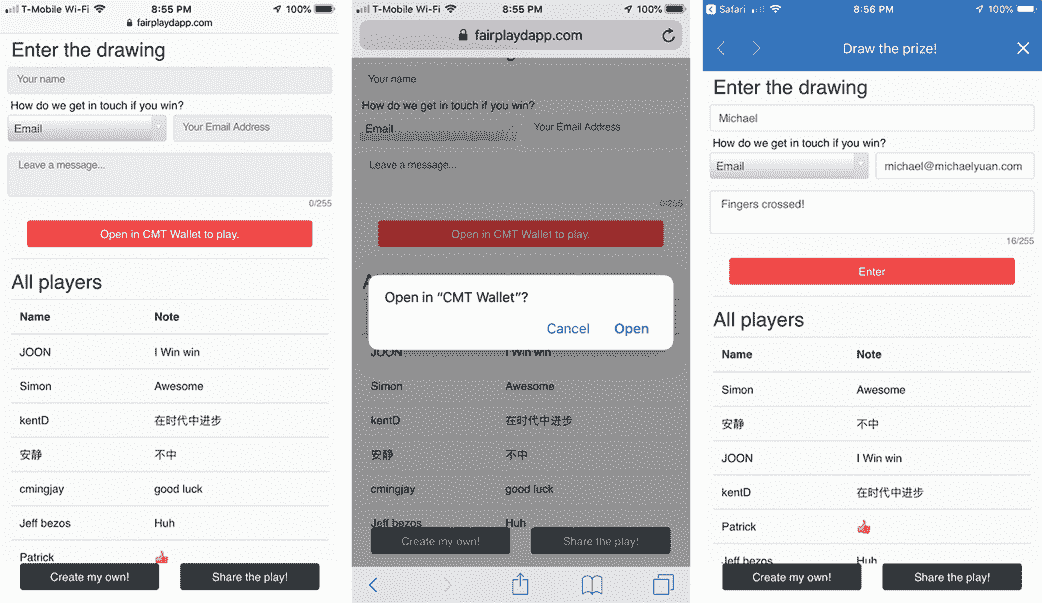 T-Mobile Wi-Fi 8:55 PM 100%
fairplaydapp.com
Enter the drawing
Your name
How do we get in touch if you win?
Email Your Email Address
Leave a message...
0/255
Open in CMT Wallet to play.
All players
Name Note
JOON I Win win
Simon Awesome
kentD 在时代中进步
安静 不中
cmingjay good luck
Jeff bezos Huh
Patrick 👍
Create my own! Share the play!
T-Mobile Wi-Fi 8:55 PM 100%
fairplaydapp.com
Your name
How do we get in touch if you win?
Email Your Email Address
Leave a message...
0/255
Open in CMT Wallet to play.
Open in “CMT Wallet”?
Cancel Open
JOON I Win win
Simon Awesome
kentD 在时代中进步
安静 不中
cmingjay good luck
Jeff bezos Huh
Create my own! Share the play!
Safari 8:56 PM 100%
Draw the prize!
Enter the drawing
Michael
How do we get in touch if you win?
Email michael@michaelyuan.com
Fingers crossed!
16/255
Enter
All players
Name Note
Simon Awesome
安静 不中
JOON I Win win
kentD 在时代中进步
Patrick 👍
Jeff bezos Huh
Create my own! Share the play!